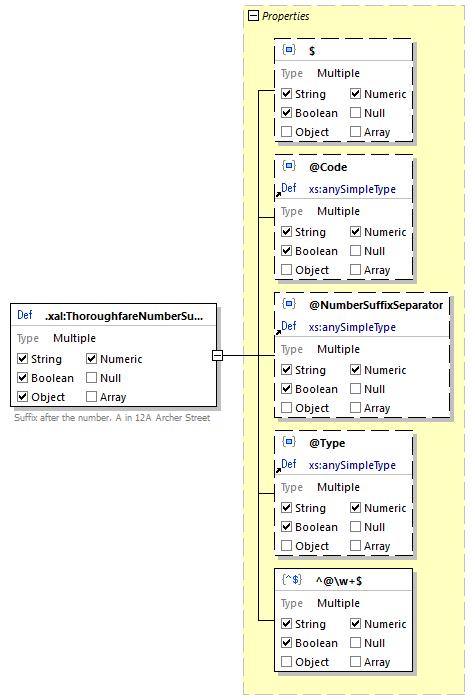 Properties
{ } $
Type Multiple
String Numeric
Boolean Null
Object Array
{ } @Code
Def xs:anySimpleType
Type Multiple
String Numeric
Boolean Null
Object Array
{ } @NumberSuffixSeparator
Def xs:anySimpleType
Type Multiple
String Numeric
Boolean Null
Object Array
{ } @Type
Def xs:anySimpleType
Type Multiple
String Numeric
Boolean Null
Object Array
{^$} ^@\w+$
Type Multiple
String Numeric
Boolean Null
Object Array
Def .xal:ThoroughfareNumberSu...
Type Multiple
String Numeric
Boolean Null
Object Array
Suffix after the number. A in 12A Archer Street